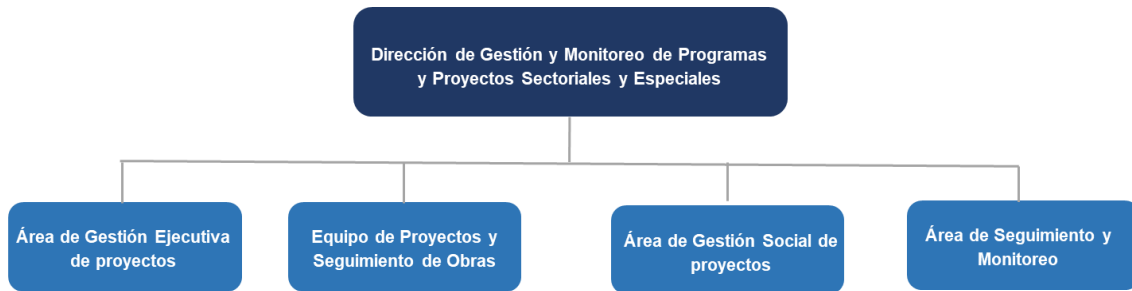 Dirección de Gestión y Monitoreo de Programas
y Proyectos Sectoriales y Especiales
Área de Gestión Ejecutiva
de proyectos
Equipo de Proyectos y
Seguimiento de Obras
Área de Gestión Social de
proyectos
Área de Seguimiento y
Monitoreo